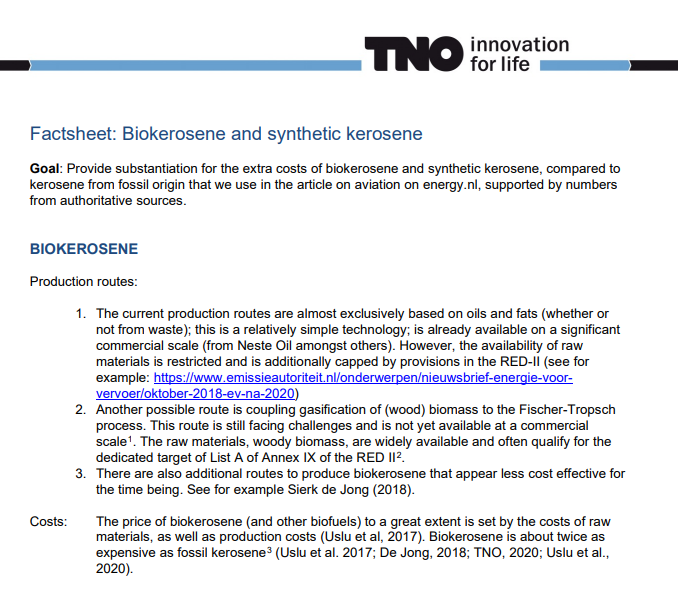 TNO innovation
for life
Factsheet: Biokerosene and synthetic kerosene
Goal: Provide substantiation for the extra costs of biokerosene and synthetic kerosene, compared to
kerosene from fossil origin that we use in the article on aviation on energy.nl, supported by numbers
from authoritative sources.
BIOKEROSENE
Production routes:
1. The current production routes are almost exclusively based on oils and fats (whether or
not from waste); this is a relatively simple technology; is already available on a significant
commercial scale (from Neste Oil amongst others). However, the availability of raw
materials is restricted and is additionally capped by provisions in the RED-II (see for
example: https://www.emissieautoriteit.nl/onderwerpen/nieuwsbrief-energie-voor-
vervoer/oktober-2018-ev-na-2020)
2. Another possible route is coupling gasification of (wood) biomass to the Fischer-Tropsch
process. This route is still facing challenges and is not yet available at a commercial
scale¹. The raw materials, woody biomass, are widely available and often qualify for the
dedicated target of List A of Annex IX of the RED II².
3. There are also additional routes to produce biokerosene that appear less cost effective for
the time being. See for example Sierk de Jong (2018).
Costs: The price of biokerosene (and other biofuels) to a great extent is set by the costs of raw
materials, as well as production costs (Uslu et al, 2017). Biokerosene is about twice as
expensive as fossil kerosene³ (Uslu et al. 2017; De Jong, 2018; TNO, 2020; Uslu et al.,
2020).